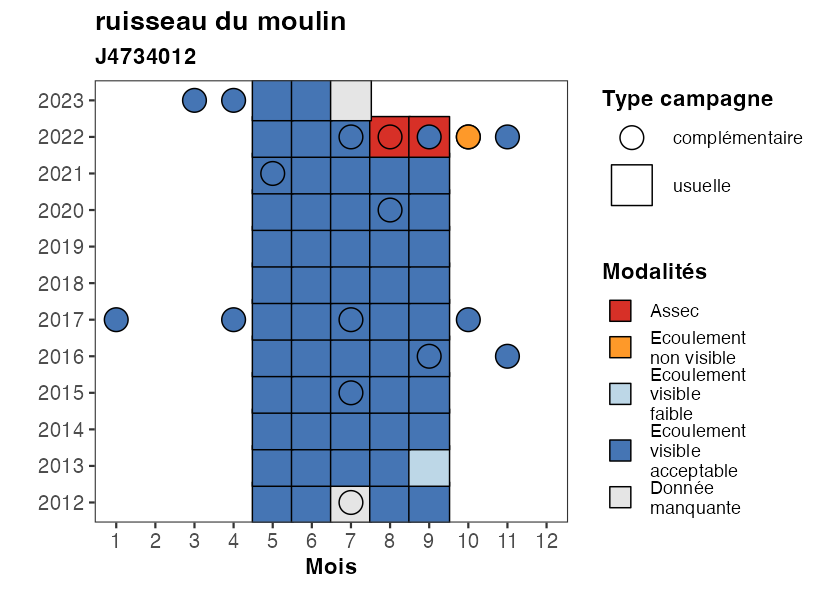 ruisseau du moulin
J4734012
2023
2022
2021
2020
2019
2018
2017
2016
2015
2014
2013
2012
1 2 3 4 5 6 7 8 9 10 11 12
Mois
Type campagne
complémentaire
usuelle
Modalités
Assec
Ecoulement
non visible
Ecoulement
visible
faible
Ecoulement
visible
acceptable
Donnée
manquante